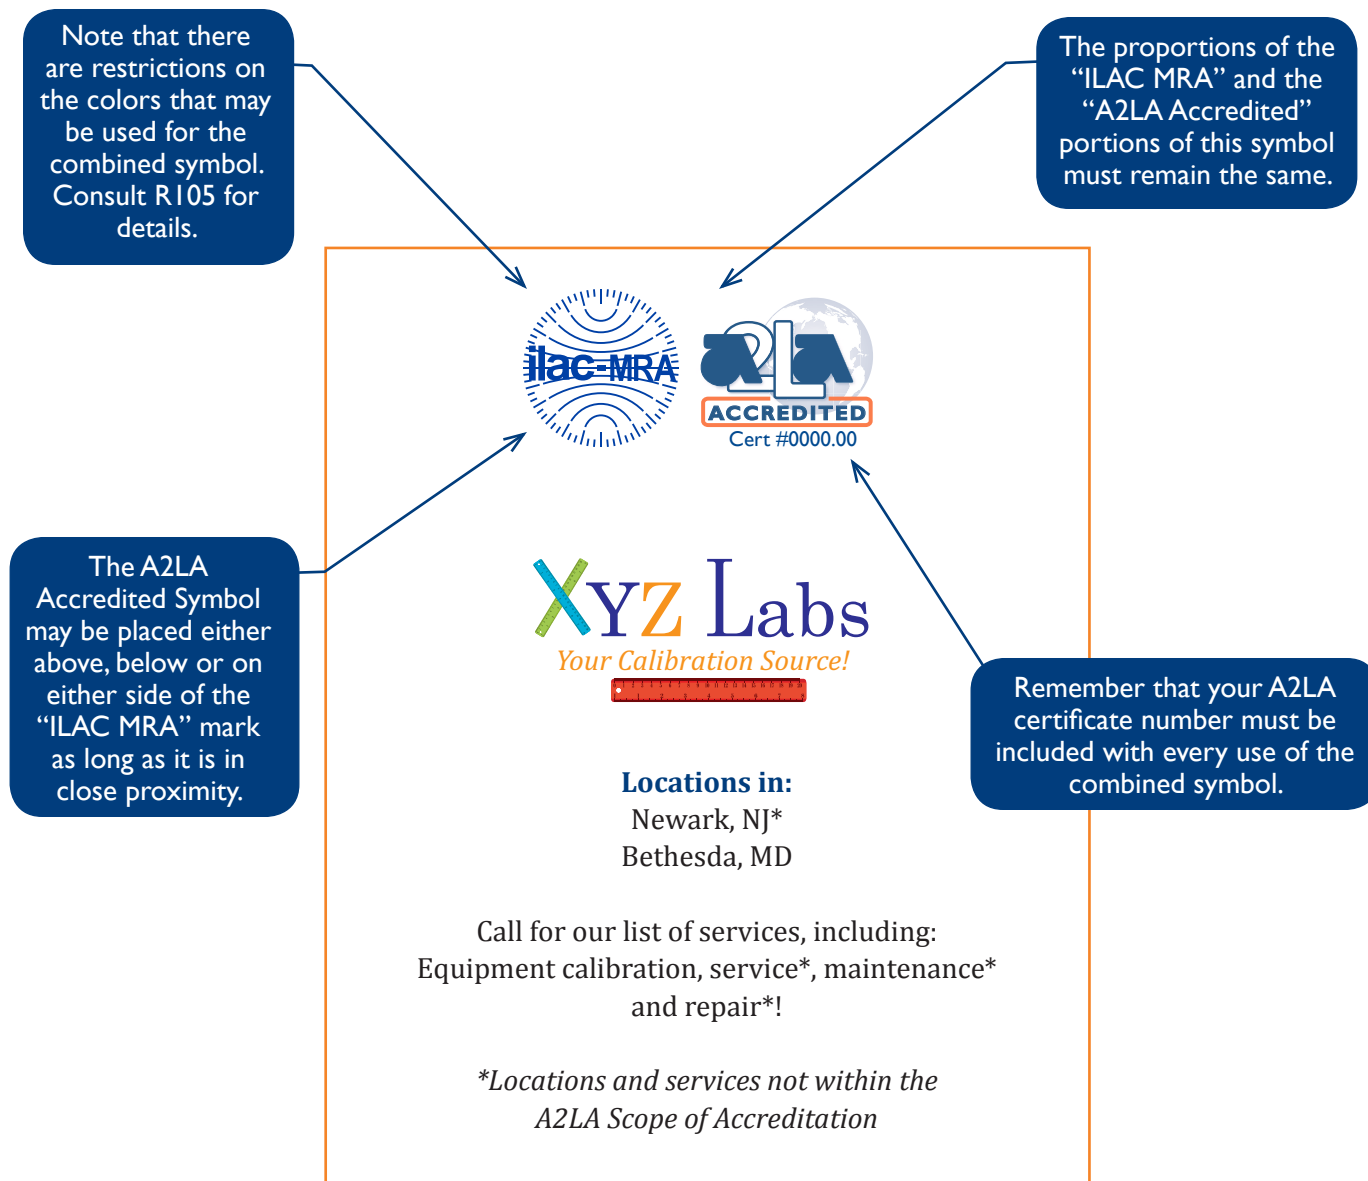 Note that there
are restrictions on
the colors that may
be used for the
combined symbol.
Consult R105 for
details.
The proportions of the
“ILAC MRA” and the
“A2LA Accredited”
portions of this symbol
must remain the same.
ilac-MRA
a2La
ACCREDITED
Cert #0000.00
The A2LA
Accredited Symbol
may be placed either
above, below or on
either side of the
“ILAC MRA” mark
as long as it is in
close proximity.
XYZ Labs
Your Calibration Source!
Remember that your A2LA
certificate number must be
included with every use of the
combined symbol.
Locations in:
Newark, NJ*
Bethesda, MD
Call for our list of services, including:
Equipment calibration, service*, maintenance*
and repair*!
*Locations and services not within the
A2LA Scope of Accreditation